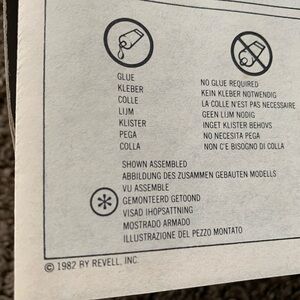 GLUE
KLEBER
COLLE
LIJM
KLISTER
PEGA
COLLA
NO GLUE REQUIRED
KEIN KLEBER NOTWENDIG
LA COLLE N'EST PAS NECESSAIRE
GEEN LIJM NODIG
INGET KLISTER BEHOVS
NO NECESITA PEGA
NON C'E BISOGNO DI COLLA
SHOWN ASSEMBLED
ABBILDUNG DES ZUSAMMEN GEBAUTEN MODELLS
VU ASSEMBLE
GEMONTEERD GETOOND
VISAD IHOPSATTNING
MOSTRADO ARMADO
ILLUSTRAZIONE DEL PEZZO MONTATO
© 1982 BY REVELL, INC.